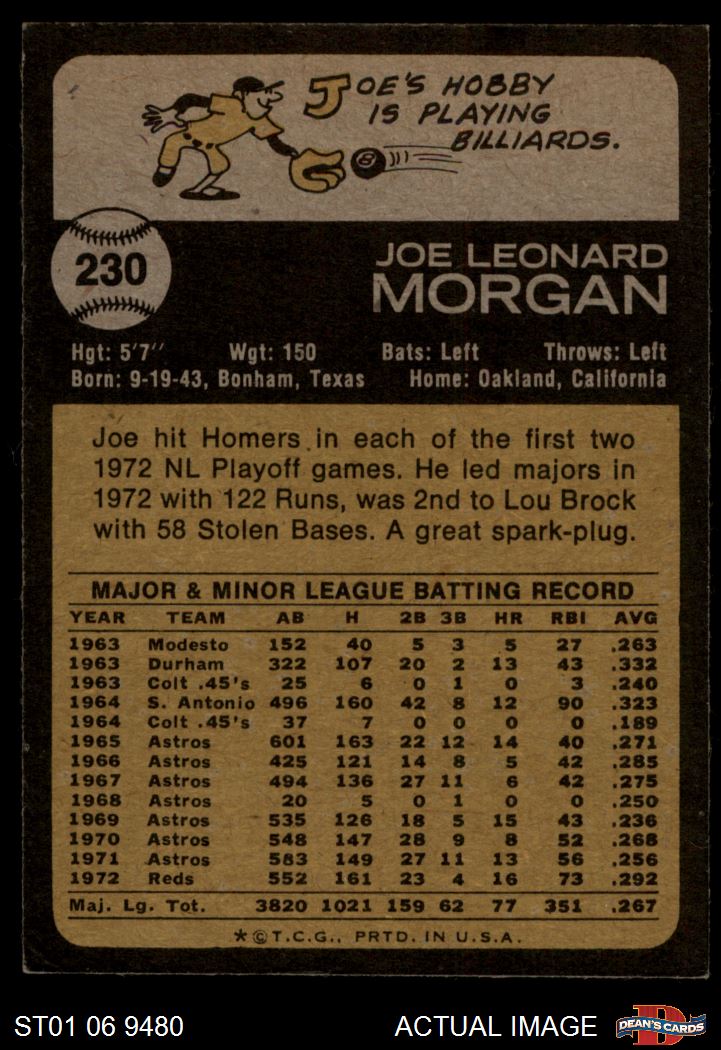 JOE'S HOBBY
IS PLAYING
BILLIARDS.
8
230
JOE LEONARD
MORGAN
Hgt: 5'7" Wgt: 150 Bats: Left Throws: Left
Born: 9-19-43, Bonham, Texas Home: Oakland, California
Joe hit Homers in each of the first two
1972 NL Playoff games. He led majors in
1972 with 122 Runs, was 2nd to Lou Brock
with 58 Stolen Bases. A great spark-plug.
MAJOR & MINOR LEAGUE BATTING RECORD
YEAR TEAM AB H 2B 3B HR RBI AVG
1963 Modesto 152 40 5 3 5 27 .263
1963 Durham 322 107 20 2 13 43 .332
1963 Colt .45's 25 6 0 1 0 3 .240
1964 S. Antonio 496 160 42 8 12 90 .323
1964 Colt .45's 37 7 0 0 0 0 .189
1965 Astros 601 163 22 12 14 40 .271
1966 Astros 425 121 14 8 5 42 .285
1967 Astros 494 136 27 11 6 42 .275
1968 Astros 20 5 0 1 0 0 .250
1969 Astros 535 126 18 5 15 43 .236
1970 Astros 548 147 28 9 8 52 .268
1971 Astros 583 149 27 11 13 56 .256
1972 Reds 552 161 23 4 16 73 .292
Maj. Lg. Tot. 3820 1021 159 62 77 351 .267
*©T.C.G., PRTD. IN U.S.A.
ST01 06 9480 ACTUAL IMAGE D DEAN'S CARDS